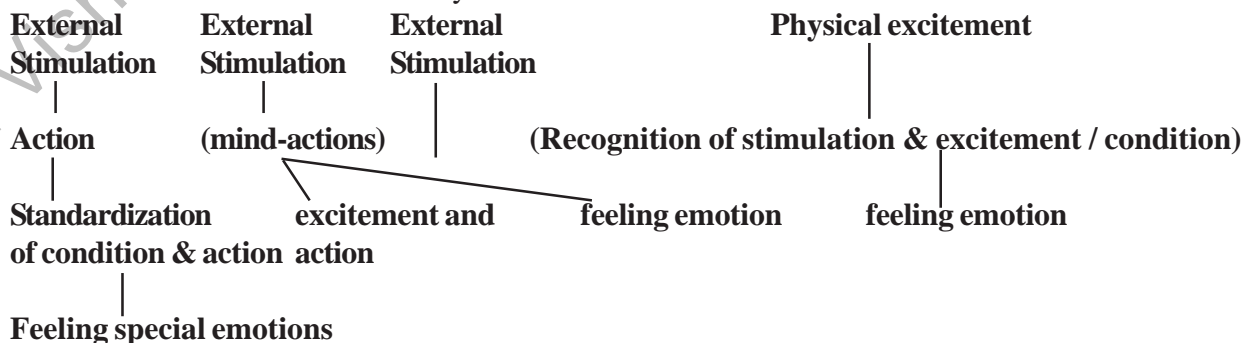 External External External Physical excitement
Stimulation Stimulation Stimulation
Action (mind-actions) (Recognition of stimulation & excitement / condition)
Standardization excitement and feeling emotion feeling emotion
of condition & action action
Feeling special emotions